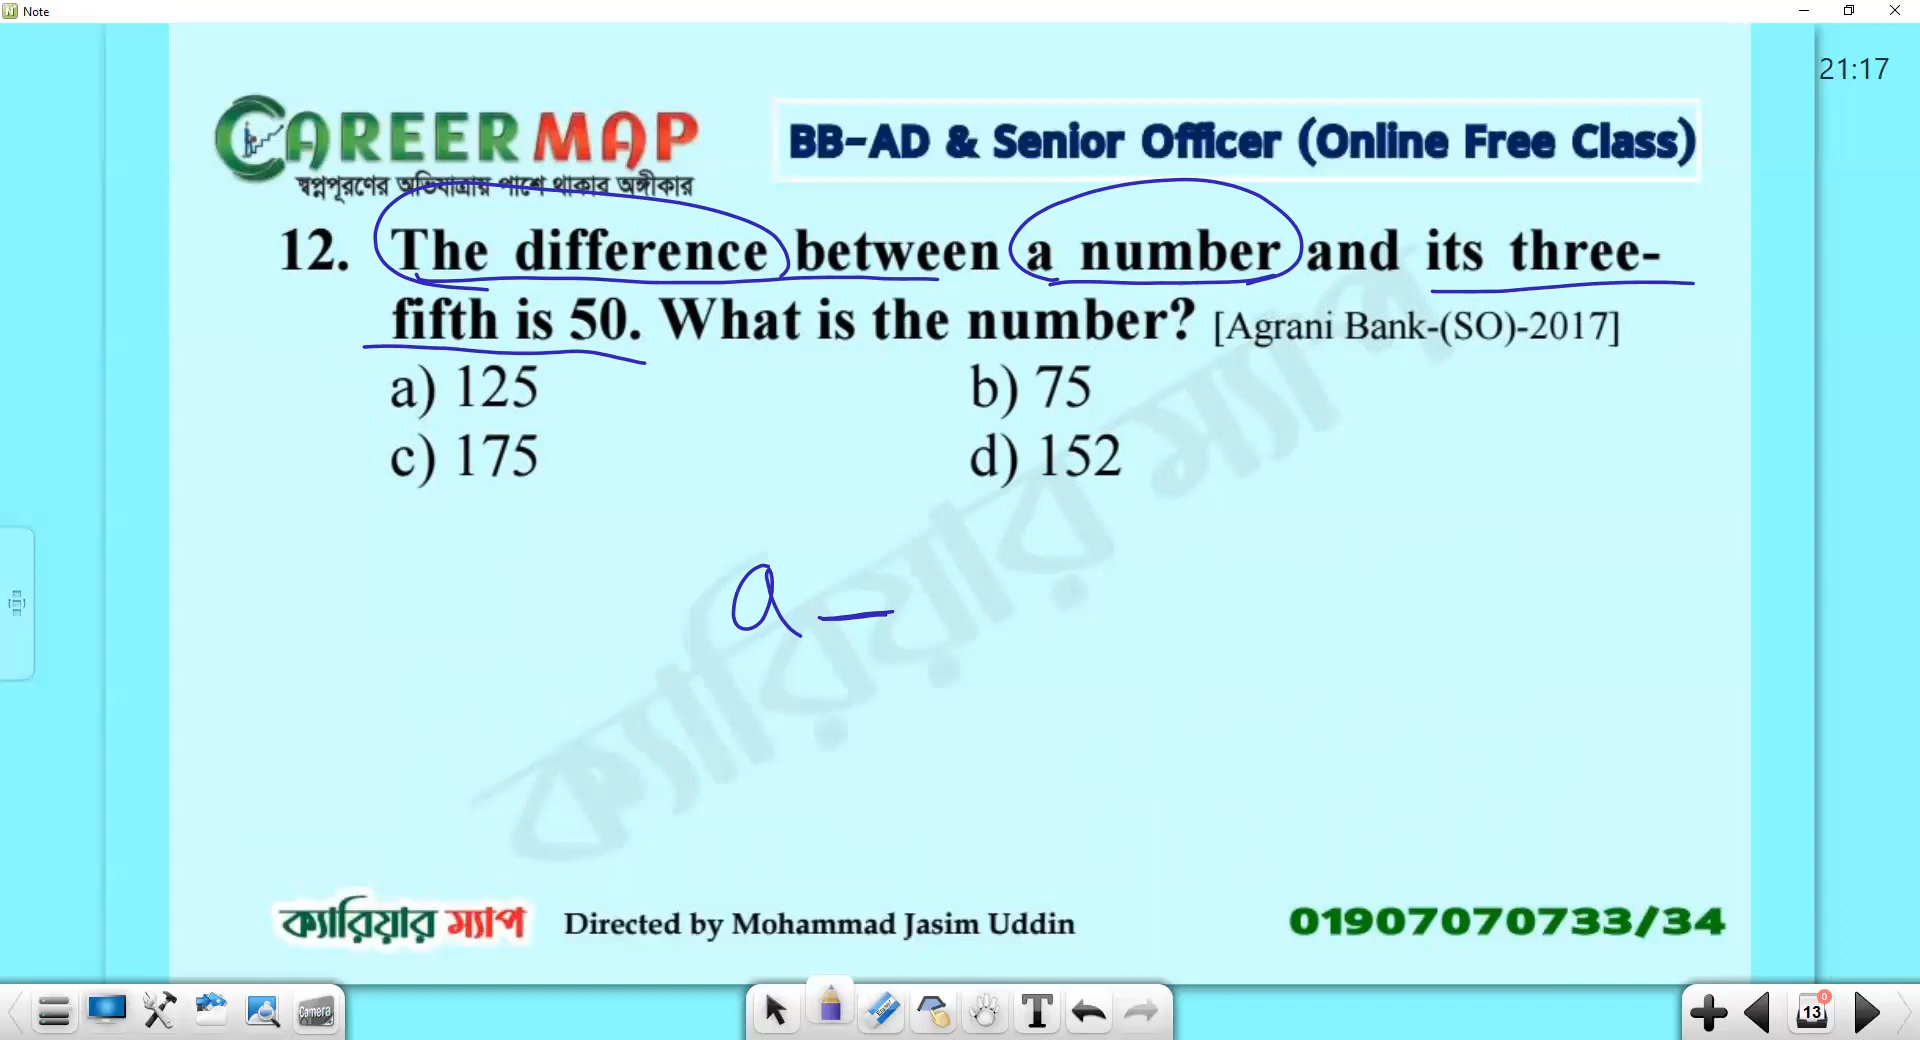 Note
21:17
CAREER MAP
স্বপ্নপূরণের অভিযাত্রায় পাশে থাকার অঙ্গীকার
BB-AD & Senior Officer (Online Free Class)
12. The difference between a number and its three-
fifth is 50. What is the number? [Agrani Bank-(SO)-2017]
a) 125 b) 75
c) 175 d) 152
a —
ক্যারিয়ার ম্যাপ
ক্যারিয়ার ম্যাপ Directed by Mohammad Jasim Uddin 01907070733/34
Camera
T
13
0